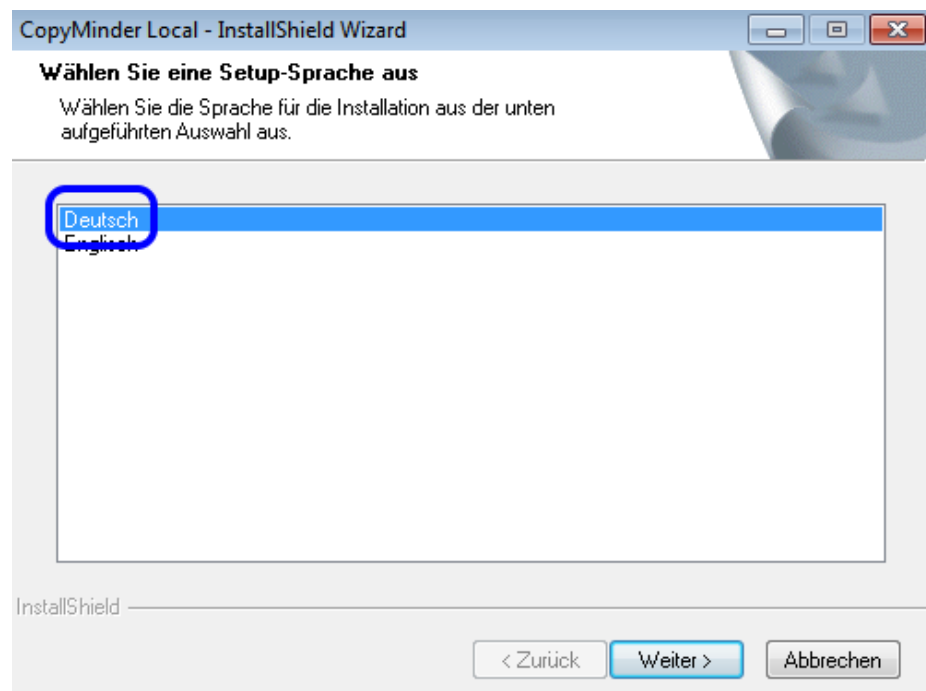 CopyMinder Local - InstallShield Wizard
Wählen Sie eine Setup-Sprache aus
Wählen Sie die Sprache für die Installation aus der unten
aufgeführten Auswahl aus.
Deutsch
Englisch
InstallShield
< Zurück Weiter > Abbrechen